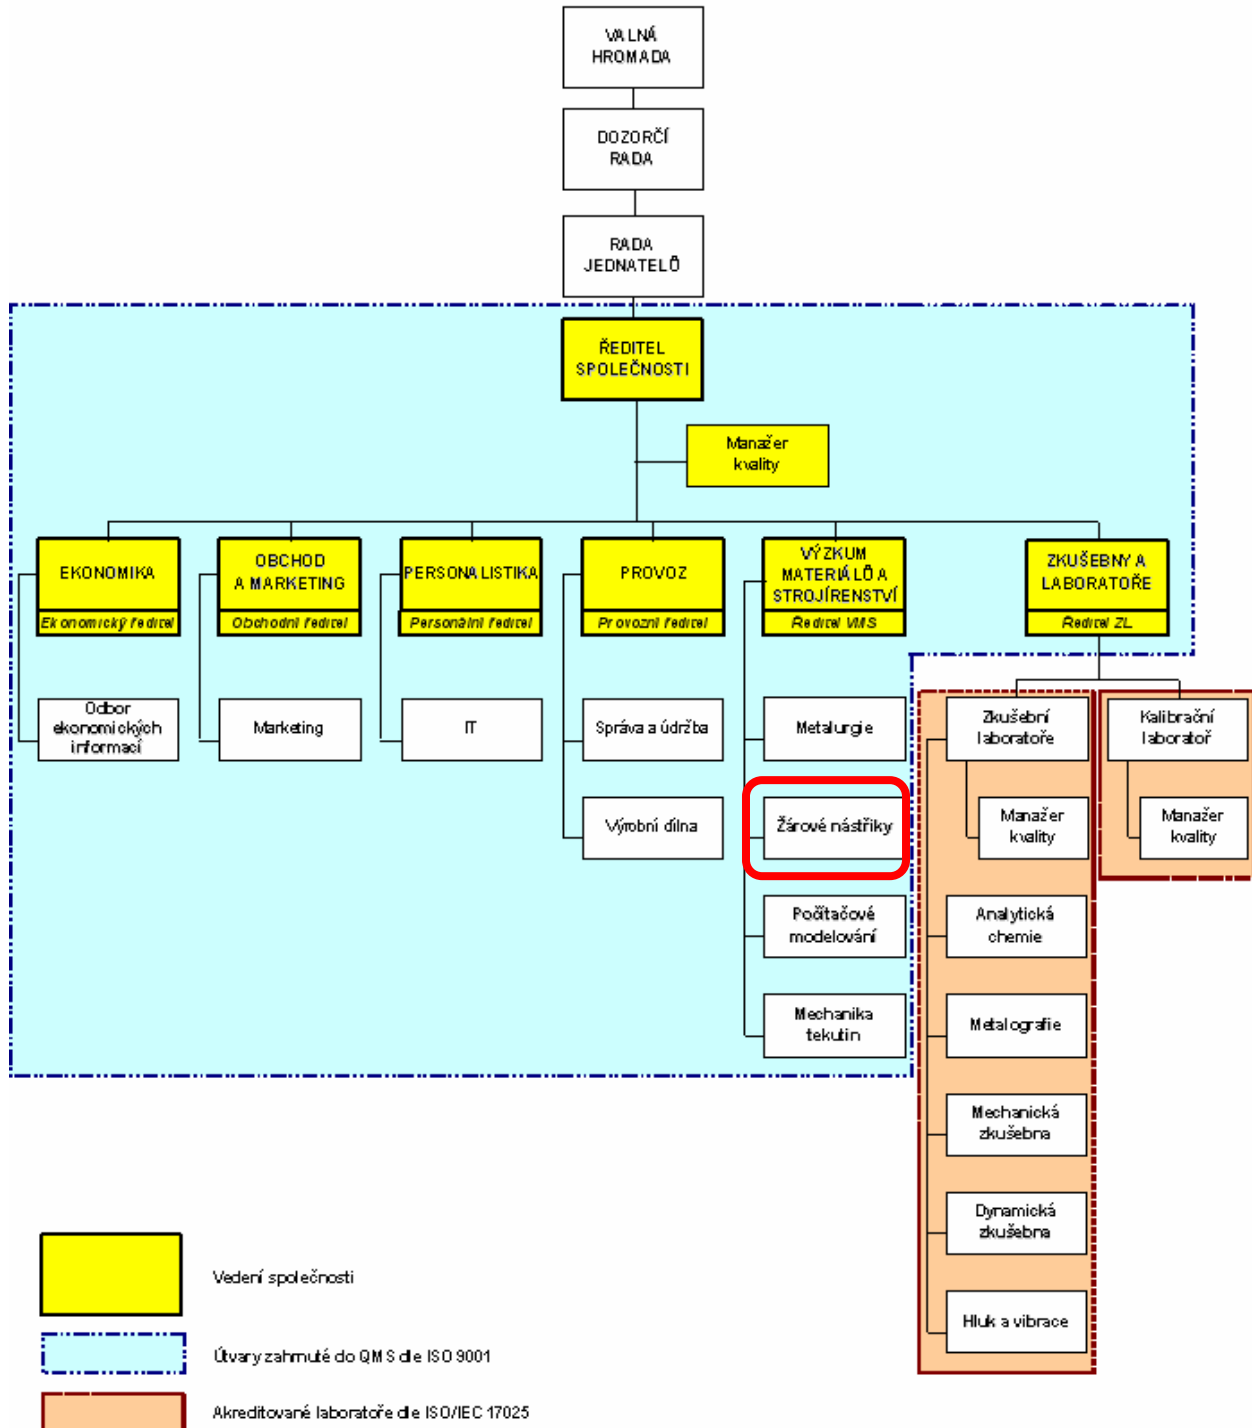 VALNÁ
HROMADA
DOZORČÍ
RADA
RADA
JEDNATELŮ
ŘEDITEL
SPOLEČNOSTI
Manažer
kvality
EKONOMIKA
Ekonomický ředitel
OBCHOD
A MARKETING
Obchodní ředitel
PERSONALISTIKA
Personální ředitel
PROVOZ
Provozní ředitel
VÝZKUM
MATERIÁLŮ A
STROJÍRENSTVÍ
Ředitel VMS
ZKUŠEBNY A
LABORATOŘE
Ředitel ZL
Odbor
ekonomických
informací
Marketing
IT
Správa a údržba
Výrobní dílna
Metalurgie
Žárové nástřiky
Počítačové
modelování
Mechanika
tekutin
Zkušební
laboratoře
Manažer
kvality
Analytická
chemie
Metalografie
Mechanická
zkušebna
Dynamická
zkušebna
Hluk a vibrace
Kalibrační
laboratoř
Manažer
kvality
Vedení společnosti
Útvary zahrnuté do QMS dle ISO 9001
Akreditované laboratoře dle ISO/IEC 17025